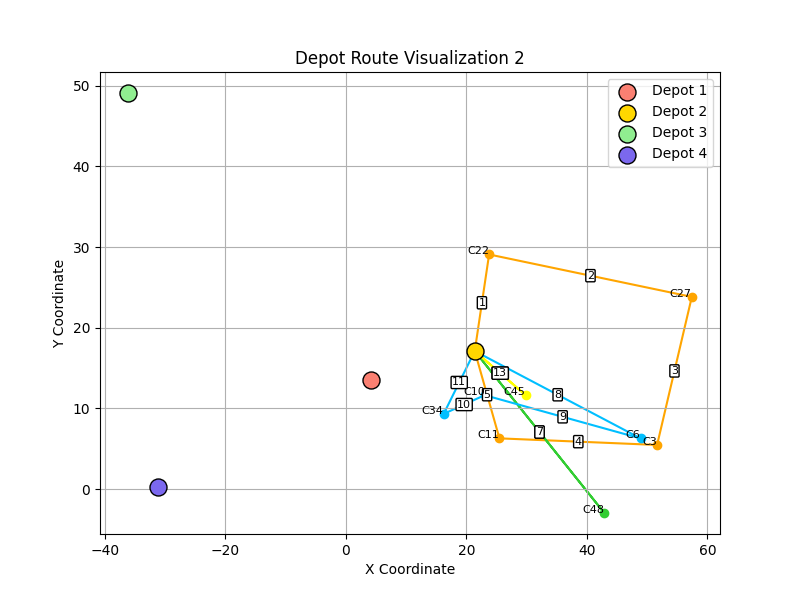 Depot Route Visualization 2
Depot 1
Depot 2
Depot 3
Depot 4
Y Coordinate
50
40
30
20
10
0
C22
2
C27
1
3
13
11
8
C10
5
C45
10
C34
9
C11
7
4
C6
C3
C48
−40
−20
0
20
40
60
X Coordinate